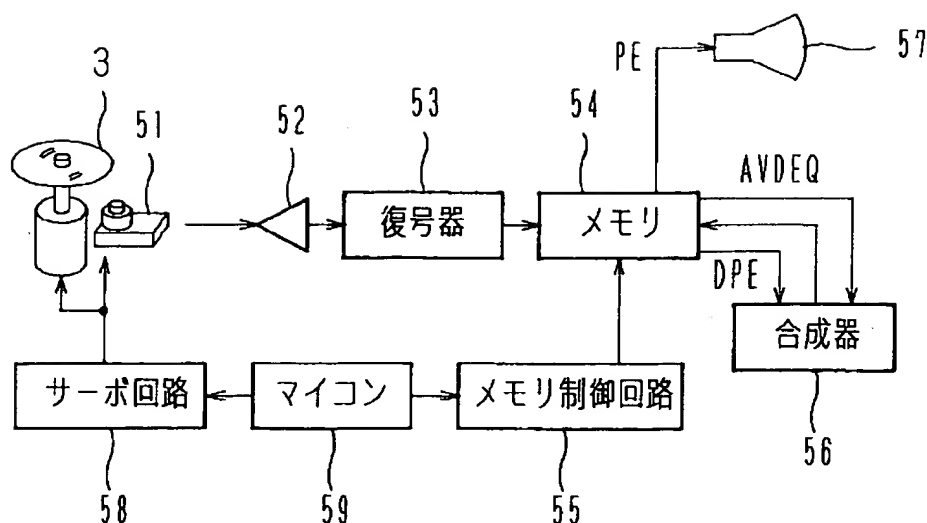 PE
57
3
51
52
53
54
AVDEQ
復号器
メモリ
DPE
合成器
サーボ回路
マイコン
メモリ制御回路
56
58
59
55